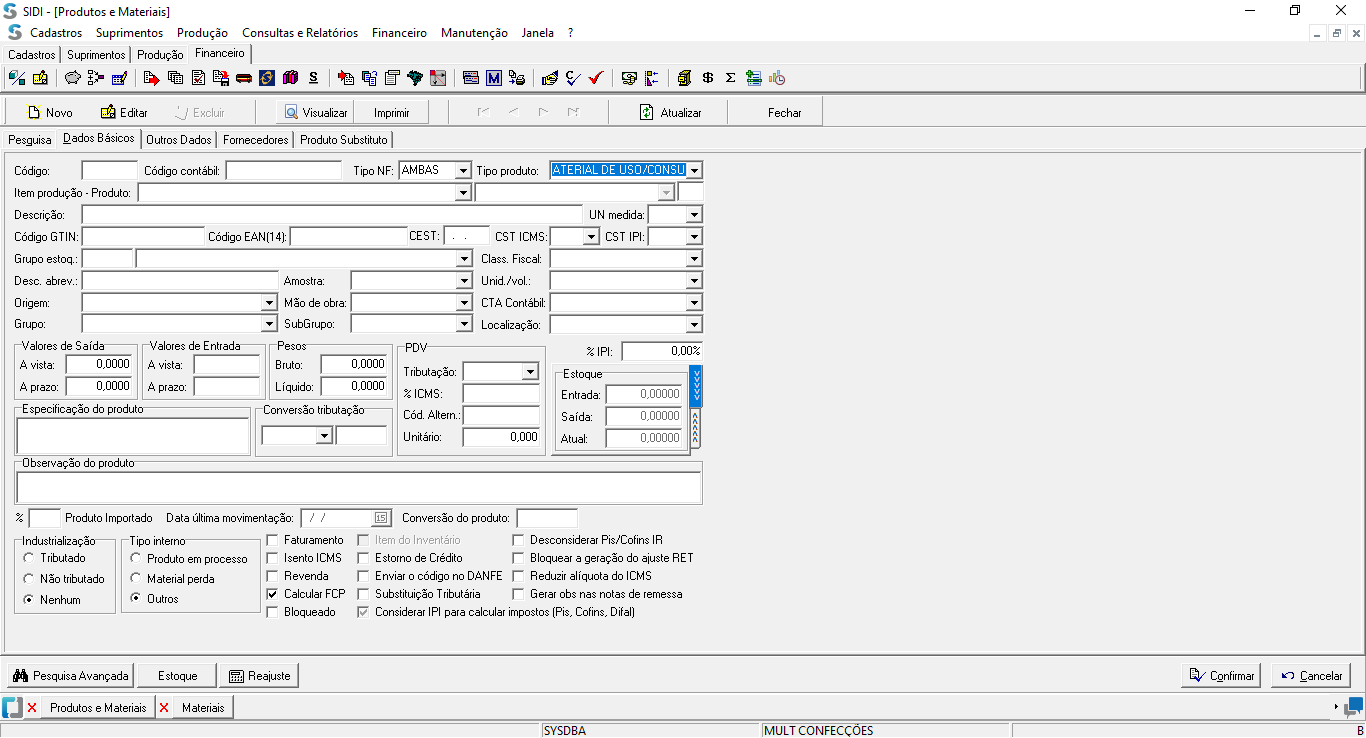 SIDI - [Produtos e Materiais]
Cadastros Suprimentos Produção Consultas e Relatórios Financeiro Manutenção Janela ?
Cadastros Suprimentos Produção Financeiro
Novo Editar Excluir Visualizar Imprimir Atualizar Fechar
Pesquisa Dados Básicos Outros Dados Fornecedores Produto Substituto
Código: Código contábil: Tipo NF: AMBAS Tipo produto: ATERIAL DE USO/CONSU
Item produção - Produto:
Descrição: UN medida:
Código GTIN: Código EAN(14): CEST: . . CST ICMS: CST IPI:
Grupo estoq.: Class. Fiscal:
Desc. abrev.: Amostra: Unid./vol.:
Origem: Mão de obra: CTA Contábil:
Grupo: SubGrupo: Localização:
Valores de Saída Valores de Entrada Pesos PDV % IPI: 0,00%
A vista: 0,0000 A vista: Bruto: 0,0000 Tributação: Estoque
A prazo: 0,0000 A prazo: Líquido: 0,0000 % ICMS: Entrada: 0,00000
Especificação do produto Conversão tributação Cód. Altern.: Saída: 0,00000
Unitário: 0,000 Atual: 0,00000
Observação do produto
% Produto Importado Data última movimentação: / / 15 Conversão do produto:
Industrialização Tipo interno Faturamento Item do Inventário Desconsiderar Pis/Cofins IR
Tributado Produto em processo Isento ICMS Estorno de Crédito Bloquear a geração do ajuste RET
Não tributado Material perda Revenda Enviar o código no DANFE Reduzir alíquota do ICMS
Nenhum Outros Calcular FCP Substituição Tributária Gerar obs nas notas de remessa
Bloqueado Considerar IPI para calcular impostos (Pis, Cofins, Difal)
Pesquisa Avançada Estoque Reajuste Confirmar Cancelar
Produtos e Materiais Materiais
SYSDBA MULT CONFECÇÕES B